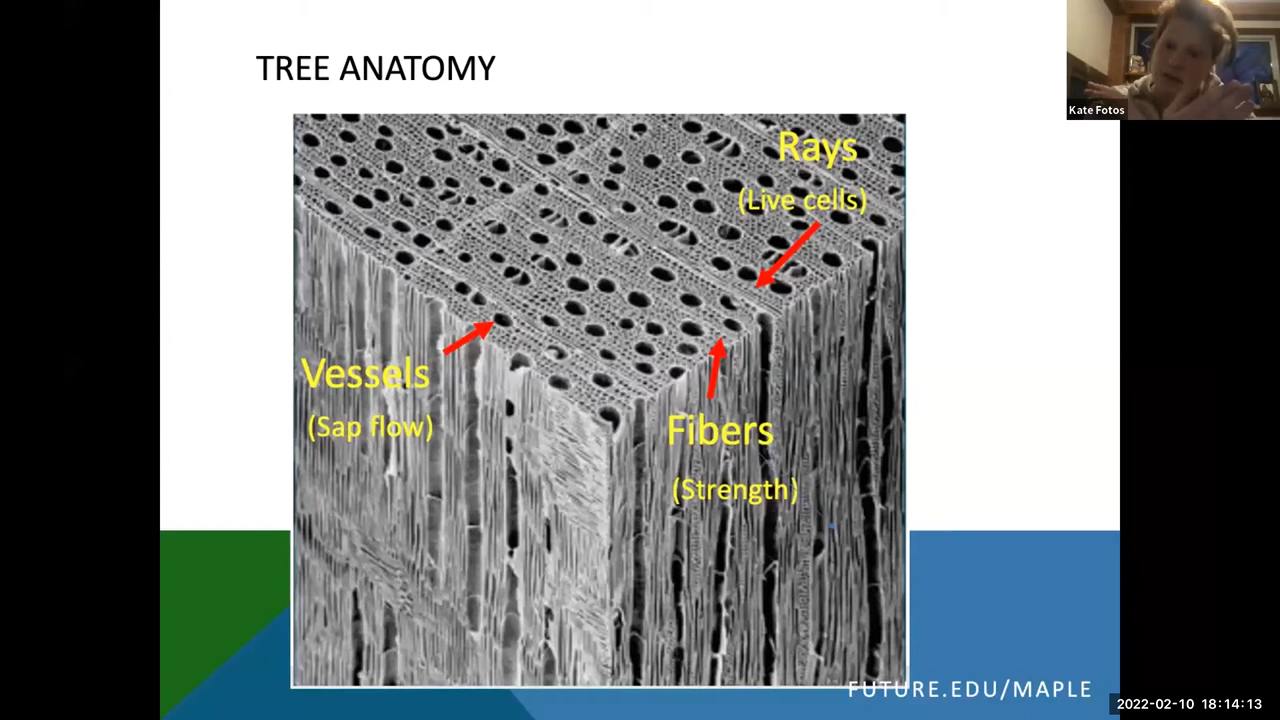 TREE ANATOMY
Kate Fotos
Rays
(Live cells)
Vessels
(Sap flow)
Fibers
(Strength)
FUTURE.EDU/MAPLE
2022-02-10 18:14:13